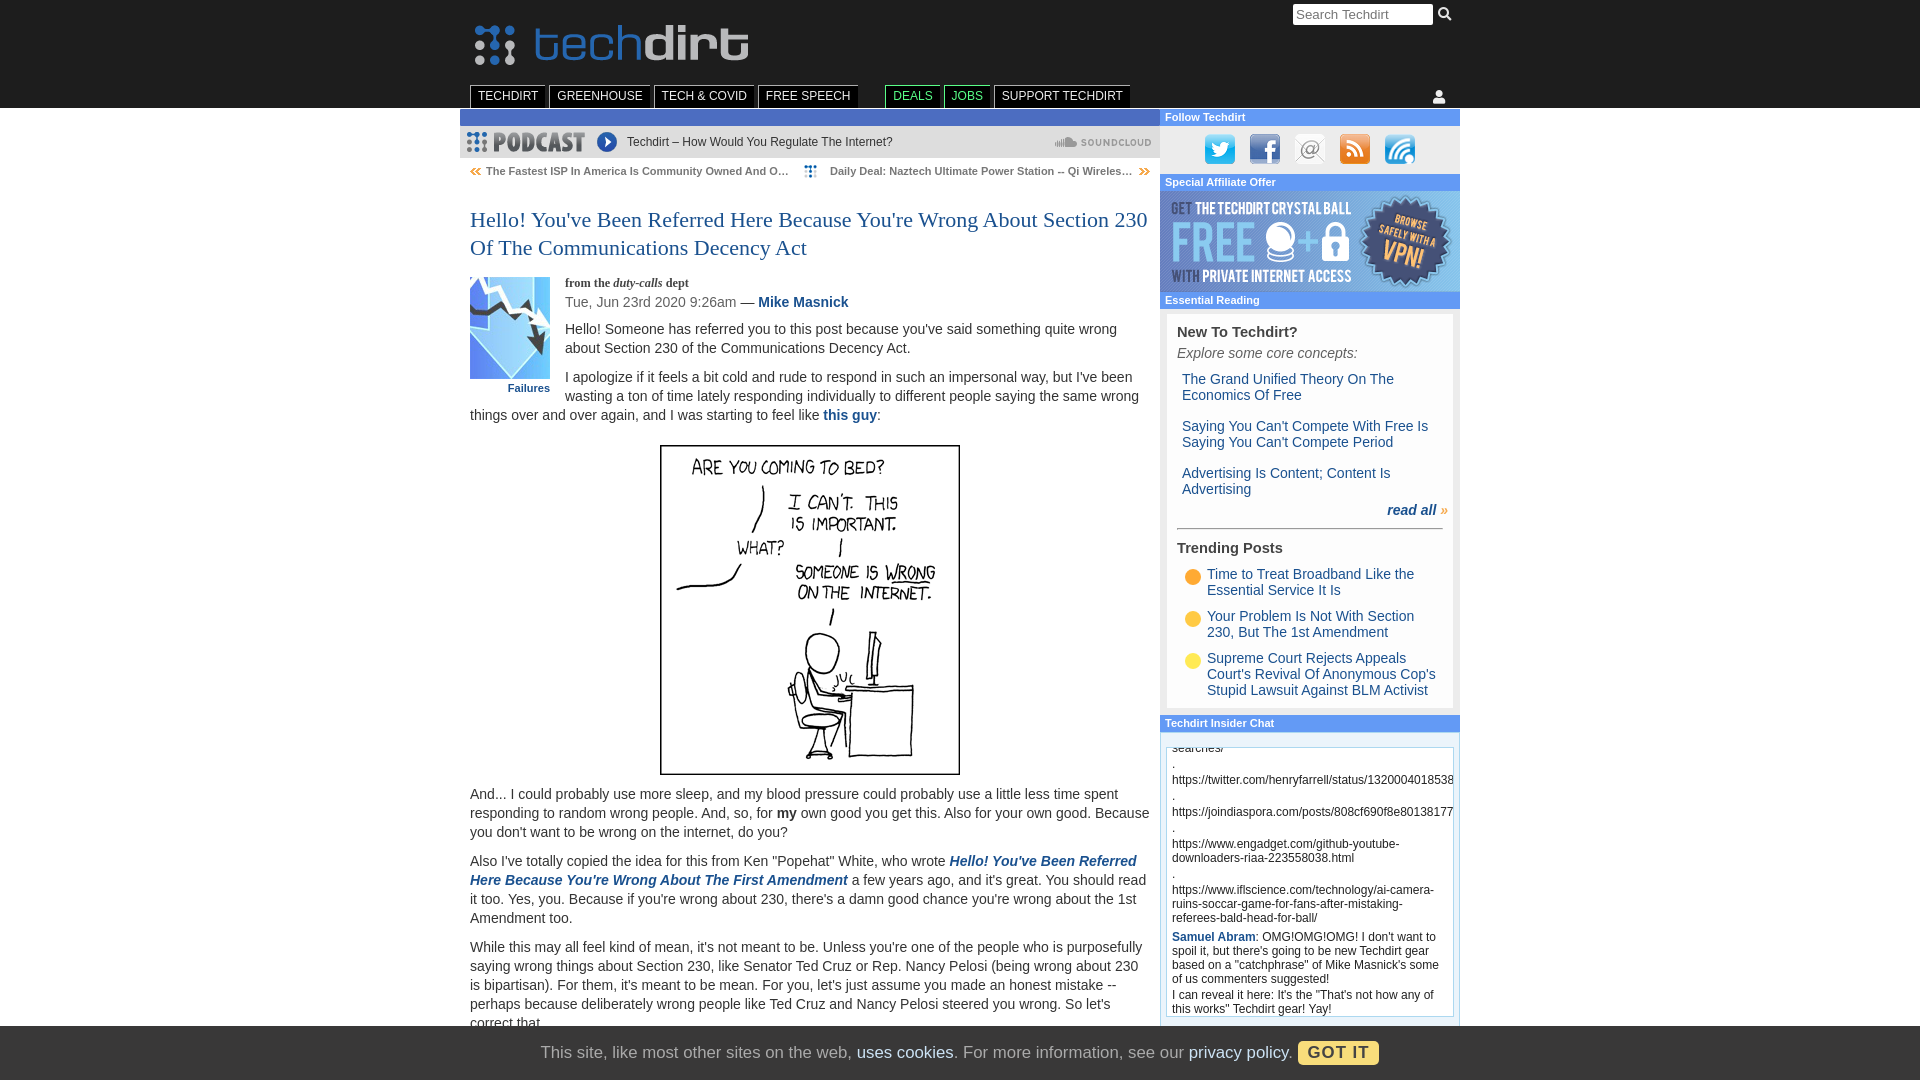 Search Techdirt
techdirt
TECHDIRT
GREENHOUSE
TECH & COVID
FREE SPEECH
DEALS
JOBS
SUPPORT TECHDIRT
PODCAST
Techdirt – How Would You Regulate The Internet?
SOUNDCLOUD
The Fastest ISP In America Is Community Owned And O…
Daily Deal: Naztech Ultimate Power Station -- Qi Wireles…
Hello! You've Been Referred Here Because You're Wrong About Section 230
Of The Communications Decency Act
from the duty-calls dept
Tue, Jun 23rd 2020 9:26am — Mike Masnick
Failures
Hello! Someone has referred you to this post because you've said something quite wrong
about Section 230 of the Communications Decency Act.
I apologize if it feels a bit cold and rude to respond in such an impersonal way, but I've been
wasting a ton of time lately responding individually to different people saying the same wrong
things over and over again, and I was starting to feel like this guy:
ARE YOU COMING TO BED?
I CAN'T. THIS
IS IMPORTANT.
WHAT?
SOMEONE IS WRONG
ON THE INTERNET.
And... I could probably use more sleep, and my blood pressure could probably use a little less time spent
responding to random wrong people. And, so, for my own good you get this. Also for your own good. Because
you don't want to be wrong on the internet, do you?
Also I've totally copied the idea for this from Ken "Popehat" White, who wrote Hello! You've Been Referred
Here Because You're Wrong About The First Amendment a few years ago, and it's great. You should read
it too. Yes, you. Because if you're wrong about 230, there's a damn good chance you're wrong about the 1st
Amendment too.
While this may all feel kind of mean, it's not meant to be. Unless you're one of the people who is purposefully
saying wrong things about Section 230, like Senator Ted Cruz or Rep. Nancy Pelosi (being wrong about 230
is bipartisan). For them, it's meant to be mean. For you, let's just assume you made an honest mistake --
perhaps because deliberately wrong people like Ted Cruz and Nancy Pelosi steered you wrong. So let's
correct that.
Follow Techdirt
Special Affiliate Offer
GET THE TECHDIRT CRYSTAL BALL
FREE +
WITH PRIVATE INTERNET ACCESS
BROWSE
SAFELY WITH A
VPN!
Essential Reading
New To Techdirt?
Explore some core concepts:
The Grand Unified Theory On The
Economics Of Free
Saying You Can't Compete With Free Is
Saying You Can't Compete Period
Advertising Is Content; Content Is
Advertising
read all »
Trending Posts
Time to Treat Broadband Like the
Essential Service It Is
Your Problem Is Not With Section
230, But The 1st Amendment
Supreme Court Rejects Appeals
Court's Revival Of Anonymous Cop's
Stupid Lawsuit Against BLM Activist
Techdirt Insider Chat
searches/
.
https://twitter.com/henryfarrell/status/1320004018538
.
https://joindiaspora.com/posts/808cf690f8e80138177
.
https://www.engadget.com/github-youtube-
downloaders-riaa-223558038.html
.
https://www.iflscience.com/technology/ai-camera-
ruins-soccar-game-for-fans-after-mistaking-
referees-bald-head-for-ball/
Samuel Abram: OMG!OMG!OMG! I don't want to
spoil it, but there's going to be new Techdirt gear
based on a "catchphrase" of Mike Masnick's some
of us commenters suggested!
I can reveal it here: It's the "That's not how any of
this works" Techdirt gear! Yay!
This site, like most other sites on the web, uses cookies. For more information, see our privacy policy. GOT IT